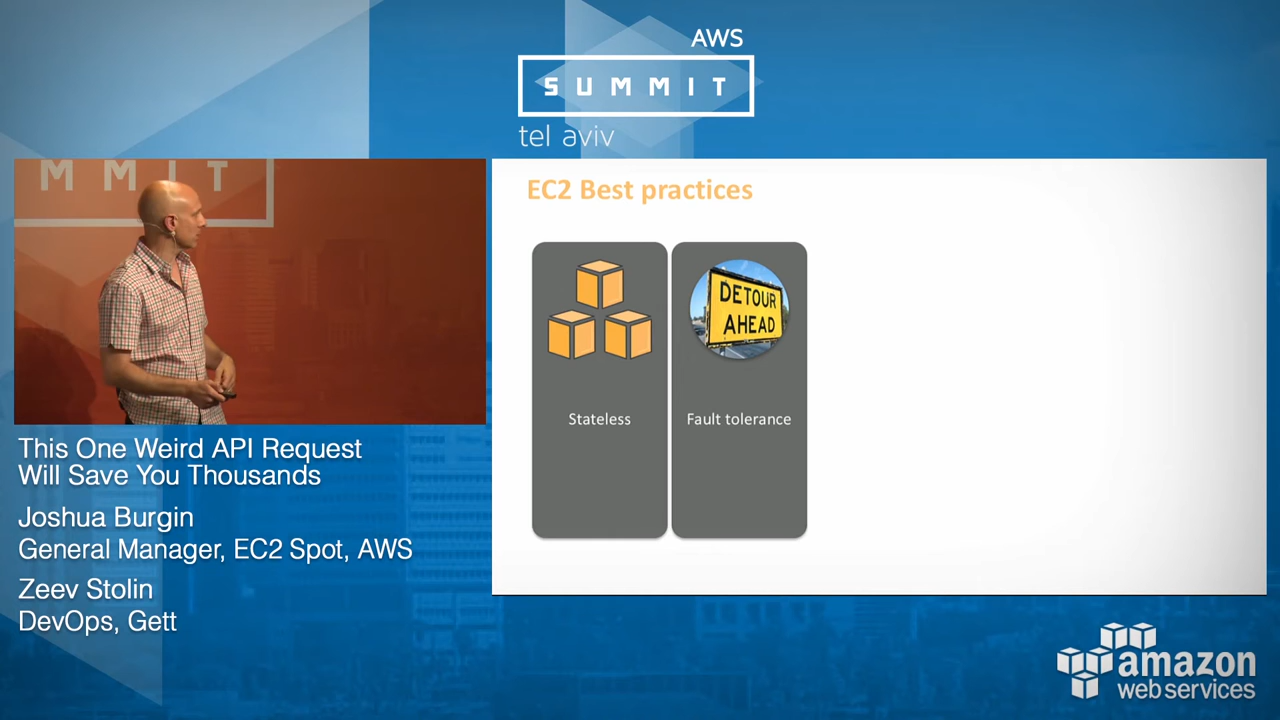 AWS
SUMMIT
tel aviv
MMIT
EC2 Best practices
DETOUR
AHEAD
Stateless
Fault tolerance
This One Weird API Request
Will Save You Thousands
Joshua Burgin
General Manager, EC2 Spot, AWS
Zeev Stolin
DevOps, Gett
amazon
web services